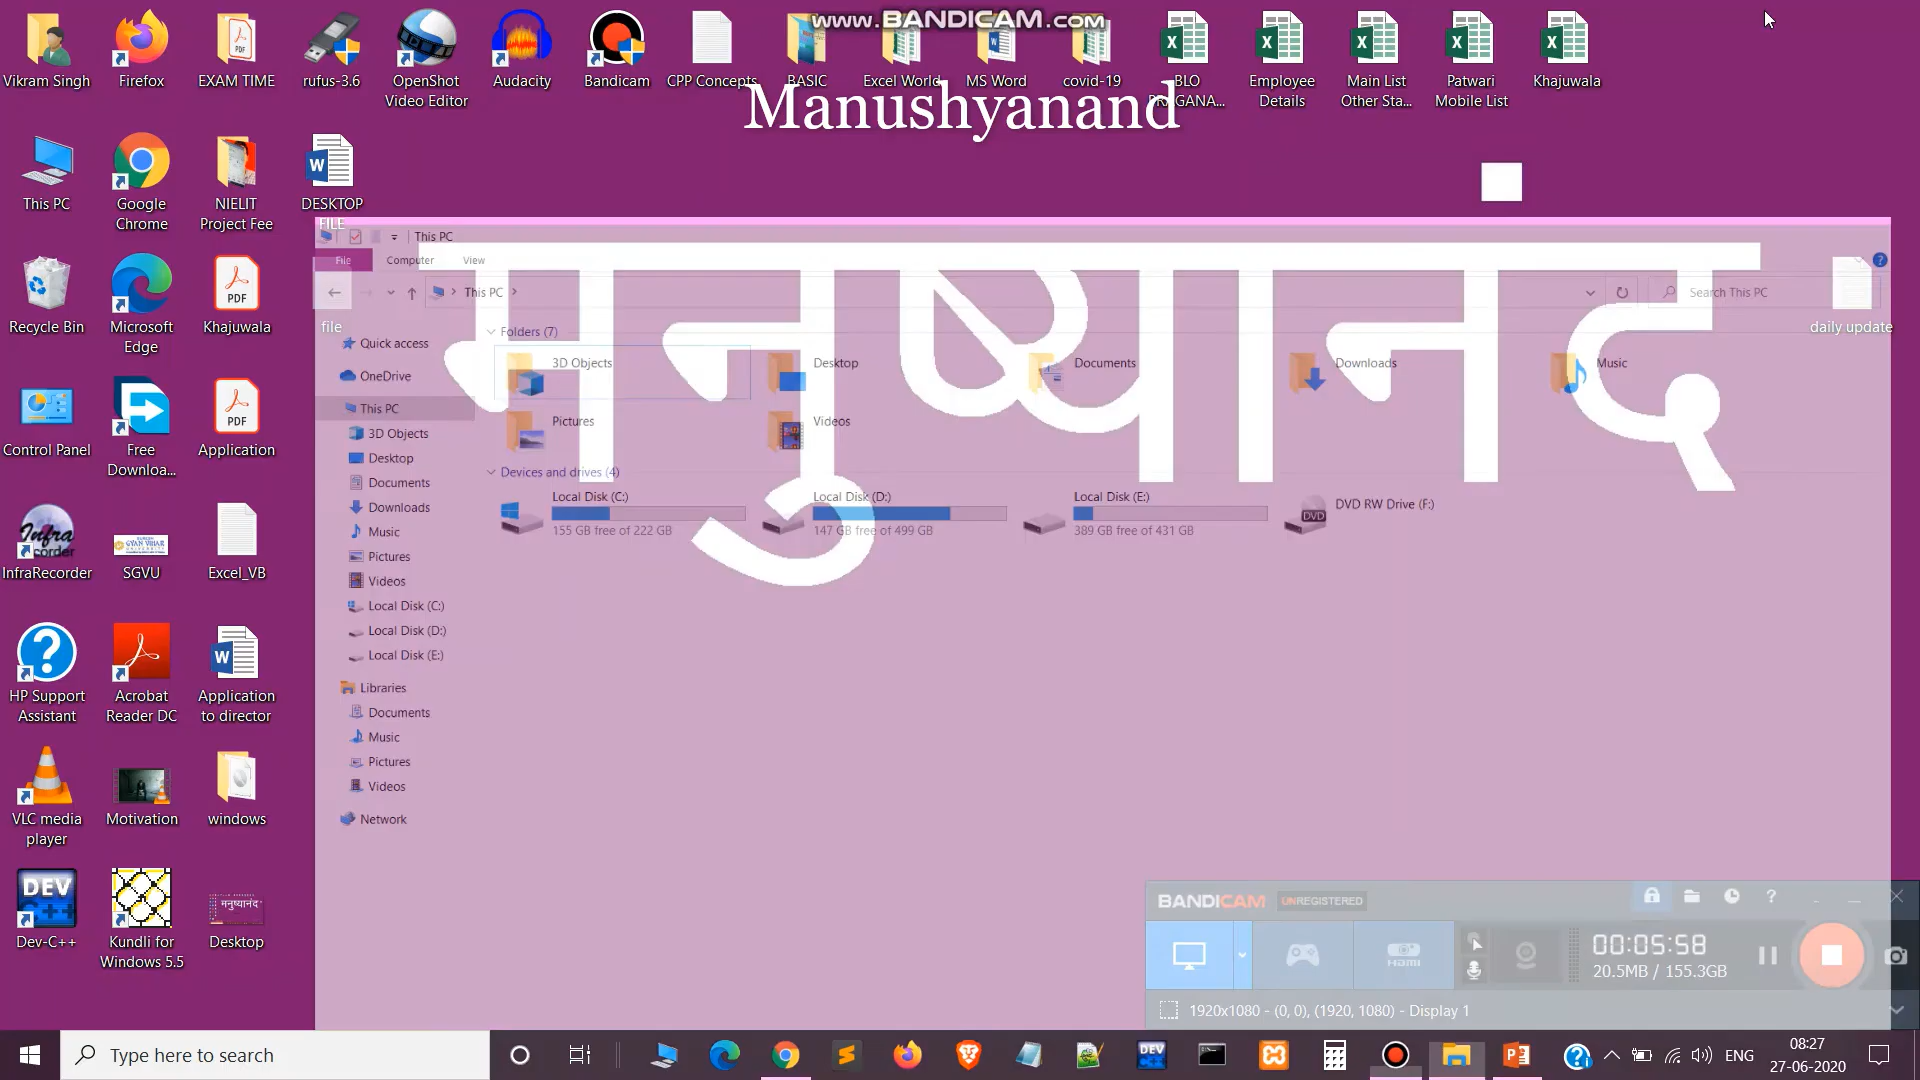 www.BANDICAM.com
Vikram Singh
Firefox
EXAM TIME
rufus-3.6
OpenShot
Video Editor
Audacity
Bandicam
CPP Concepts
BASIC
Excel World
MS Word
covid-19
BLO
PRAGANA...
Employee
Details
Main List
Other Sta...
Patwari
Mobile List
Khajuwala
Manushyanand
मनुष्यानंद
This PC
Google
Chrome
NIELIT
Project Fee
DESKTOP
FILE
Recycle Bin
Microsoft
Edge
Khajuwala
file
daily update
Control Panel
Free
Downloa...
Application
InfraRecorder
SGVU
Excel_VB
HP Support
Assistant
Acrobat
Reader DC
Application
to director
VLC media
player
Motivation
windows
Dev-C++
Kundli for
Windows 5.5
Desktop
This PC
File
Computer
View
This PC
Search This PC
Quick access
OneDrive
This PC
3D Objects
Desktop
Documents
Downloads
Music
Pictures
Videos
Local Disk (C:)
Local Disk (D:)
Local Disk (E:)
Libraries
Documents
Music
Pictures
Videos
Network
Folders (7)
3D Objects
Desktop
Documents
Downloads
Music
Pictures
Videos
Devices and drives (4)
Local Disk (C:)
155 GB free of 222 GB
Local Disk (D:)
147 GB free of 499 GB
Local Disk (E:)
389 GB free of 431 GB
DVD RW Drive (F:)
BANDICAM UNREGISTERED
00:05:58
20.5MB / 155.3GB
1920x1080 - (0, 0), (1920, 1080) - Display 1
Type here to search
ENG
08:27
27-06-2020